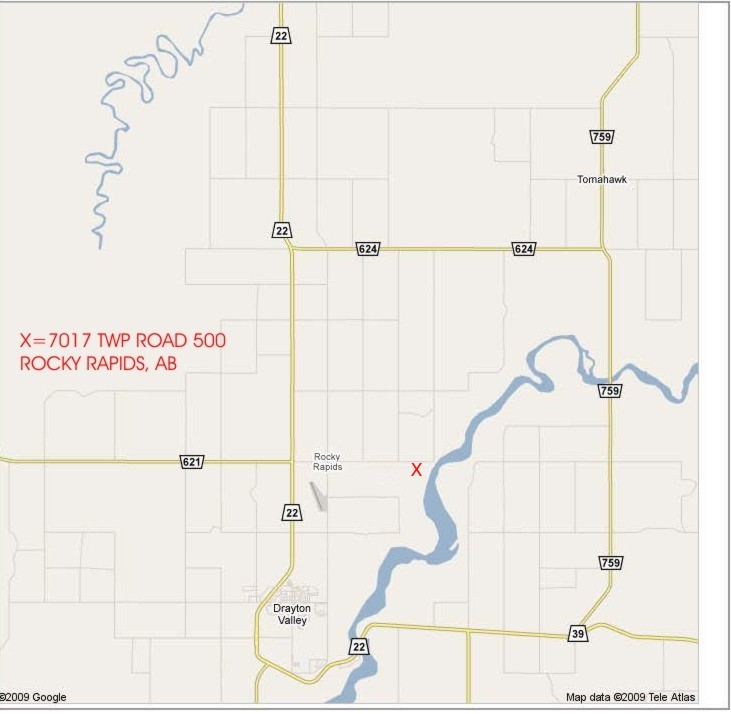 22
759
Tomahawk
22
624
624
X=7017 TWP ROAD 500
ROCKY RAPIDS, AB
759
Rocky
Rapids
X
621
22
759
Drayton
Valley
39
22
©2009 Google
Map data ©2009 Tele Atlas